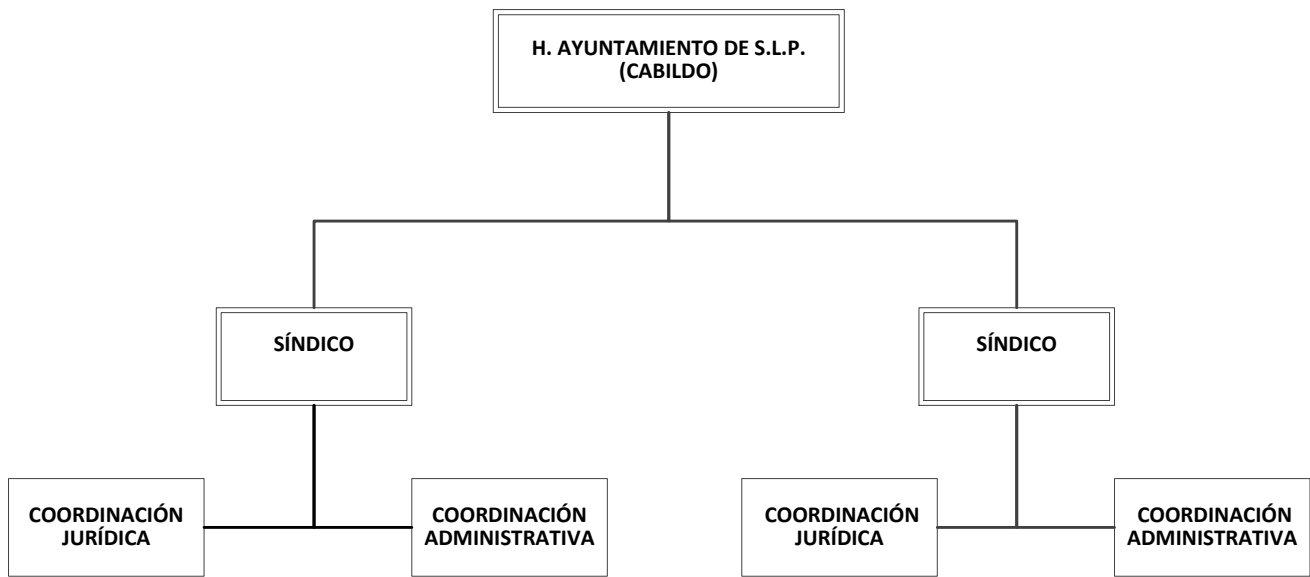 H. AYUNTAMIENTO DE S.L.P.
(CABILDO)
SÍNDICO
SÍNDICO
COORDINACIÓN
JURÍDICA
COORDINACIÓN
ADMINISTRATIVA
COORDINACIÓN
JURÍDICA
COORDINACIÓN
ADMINISTRATIVA